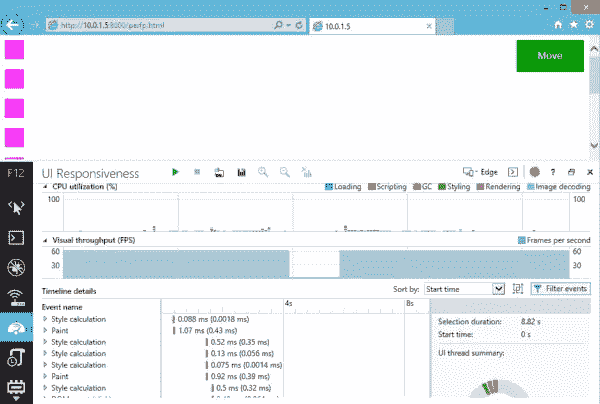 http://10.0.1.5:8000/perfp.html
10.0.1.5
Move
F12
UI Responsiveness
Edge
?
CPU utilization (%)
Loading
Scripting
GC
Styling
Rendering
Image decoding
100
100
Visual throughput (FPS)
Frames per second
60
60
30
30
Timeline details
Sort by:
Start time
Filter events
Event name
4s
8s
Style calculation
0.088 ms (0.0018 ms)
Paint
1.07 ms (0.43 ms)
Style calculation
0.52 ms (0.35 ms)
Style calculation
0.13 ms (0.056 ms)
Style calculation
0.075 ms (0.0014 ms)
Paint
0.92 ms (0.39 ms)
Style calculation
0.5 ms (0.32 ms)
Selection duration:
8.82 s
Start time:
0 s
UI thread summary: